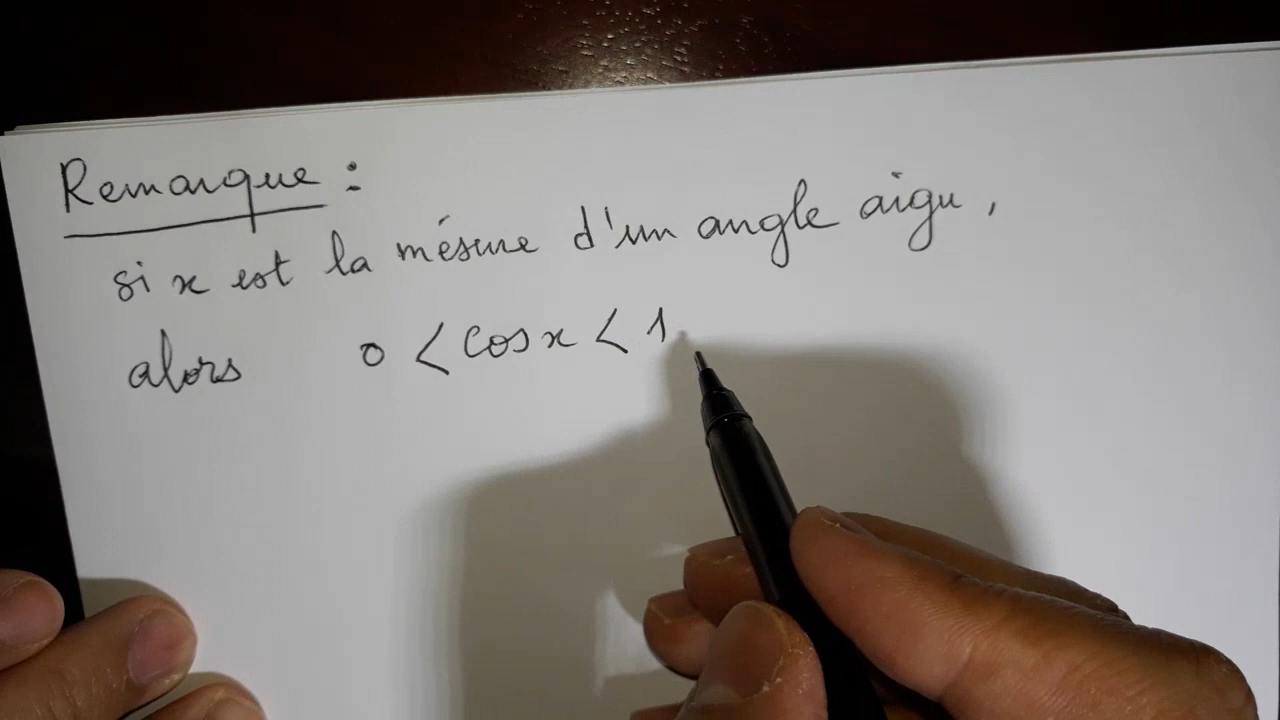 Remarque :
si x est la mésure d'un angle aigu,
alors 0 < cos x < 1